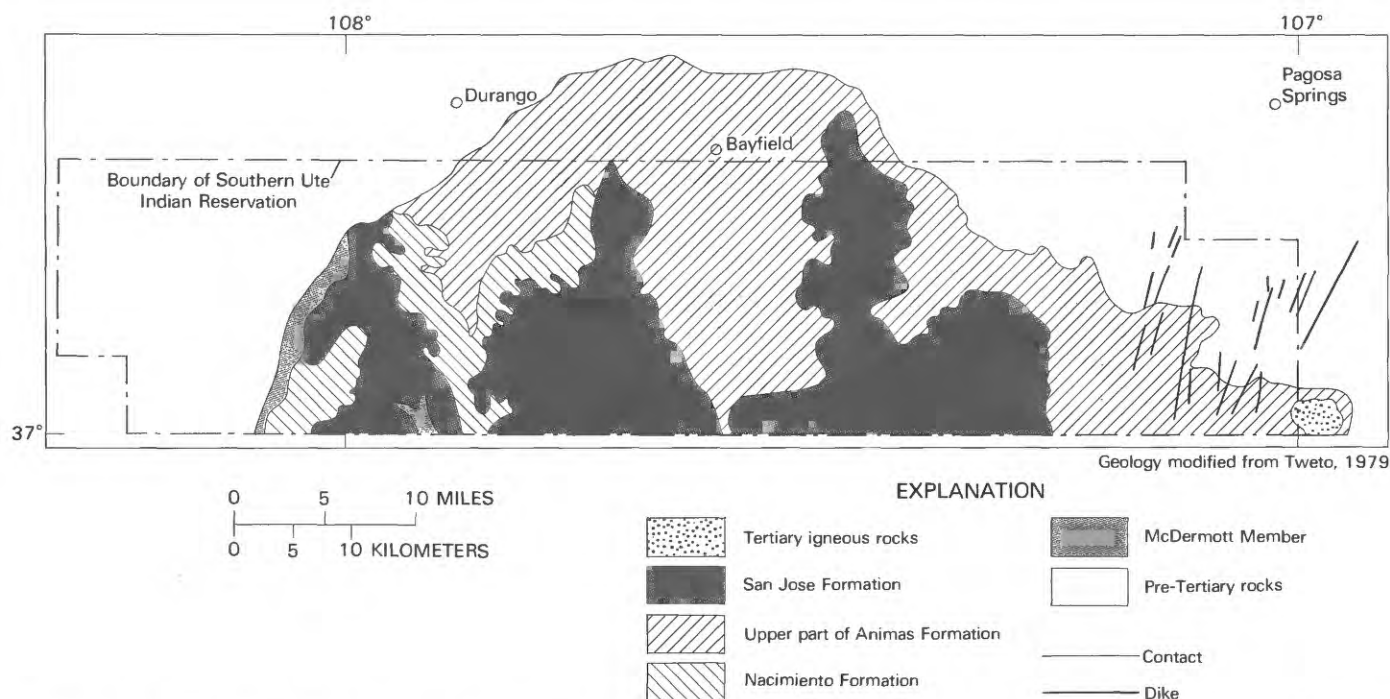 108°
107°
Durango
Pagosa
Springs
Bayfield
Boundary of Southern Ute
Indian Reservation
37°
Geology modified from Tweto, 1979
0 5 10 MILES
0 5 10 KILOMETERS
EXPLANATION
Tertiary igneous rocks
McDermott Member
San Jose Formation
Pre-Tertiary rocks
Upper part of Animas Formation
Contact
Nacimiento Formation
Dike